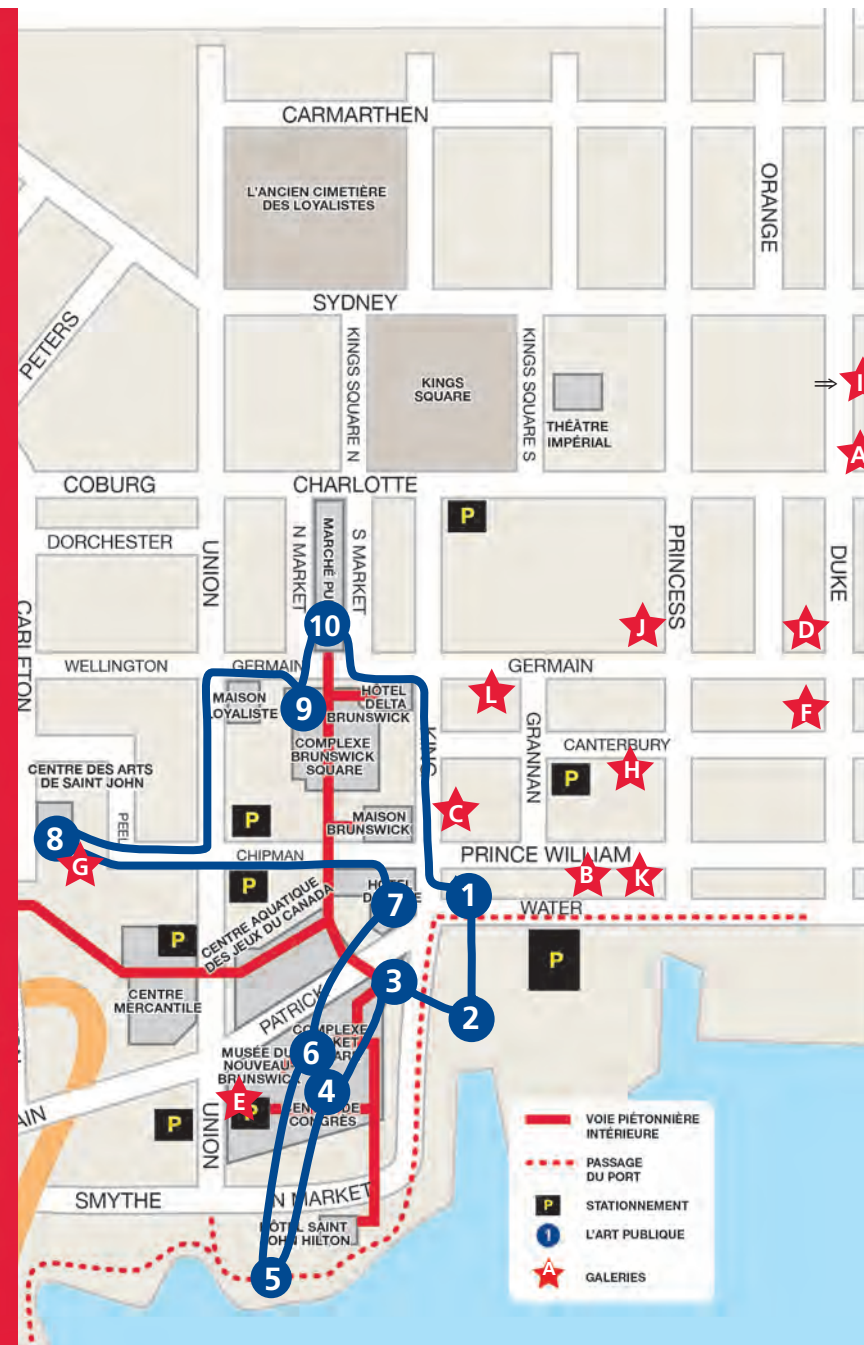 CARMARTHEN
L'ANCIEN CIMETIÈRE
DES LOYALISTES
ORANGE
SYDNEY
PETERS
KINGS SQUARE N
KINGS
SQUARE
KINGS SQUARE S
THÉÂTRE
IMPÉRIAL
⇒ I
A
COBURG
CHARLOTTE
P
DORCHESTER
UNION
N MARKET
MARCHÉ PU
S MARKET
PRINCESS
DUKE
CARLETON
10
J
D
WELLINGTON
GERMAIN
GERMAIN
MAISON
LOYALISTE
9
HÔTEL
DELTA
BRUNSWICK
L
F
KING
GRANNAN
CANTERBURY
COMPLEXE
BRUNSWICK
SQUARE
H
P
CENTRE DES ARTS
DE SAINT JOHN
PEEL
P
MAISON
BRUNSWICK
C
8
G
CHIPMAN
PRINCE WILLIAM
P
B
K
7
1
WATER
CENTRE AQUATIQUE
DES JEUX DU CANADA
P
P
CENTRE
MERCANTILE
3
2
PATRICK
COMPLEXE
6
MUSÉE DU
NOUVEAU-
BRUNSWICK
4
E
P
CONGRÈS
P
UNION
AIN
SMYTHE
N MARKET
HÔTEL SAINT
JOHN HILTON
5
VOIE PIÉTONNIÈRE
INTÉRIEURE
PASSAGE
DU PORT
P STATIONNEMENT
1 L'ART PUBLIQUE
A GALERIES